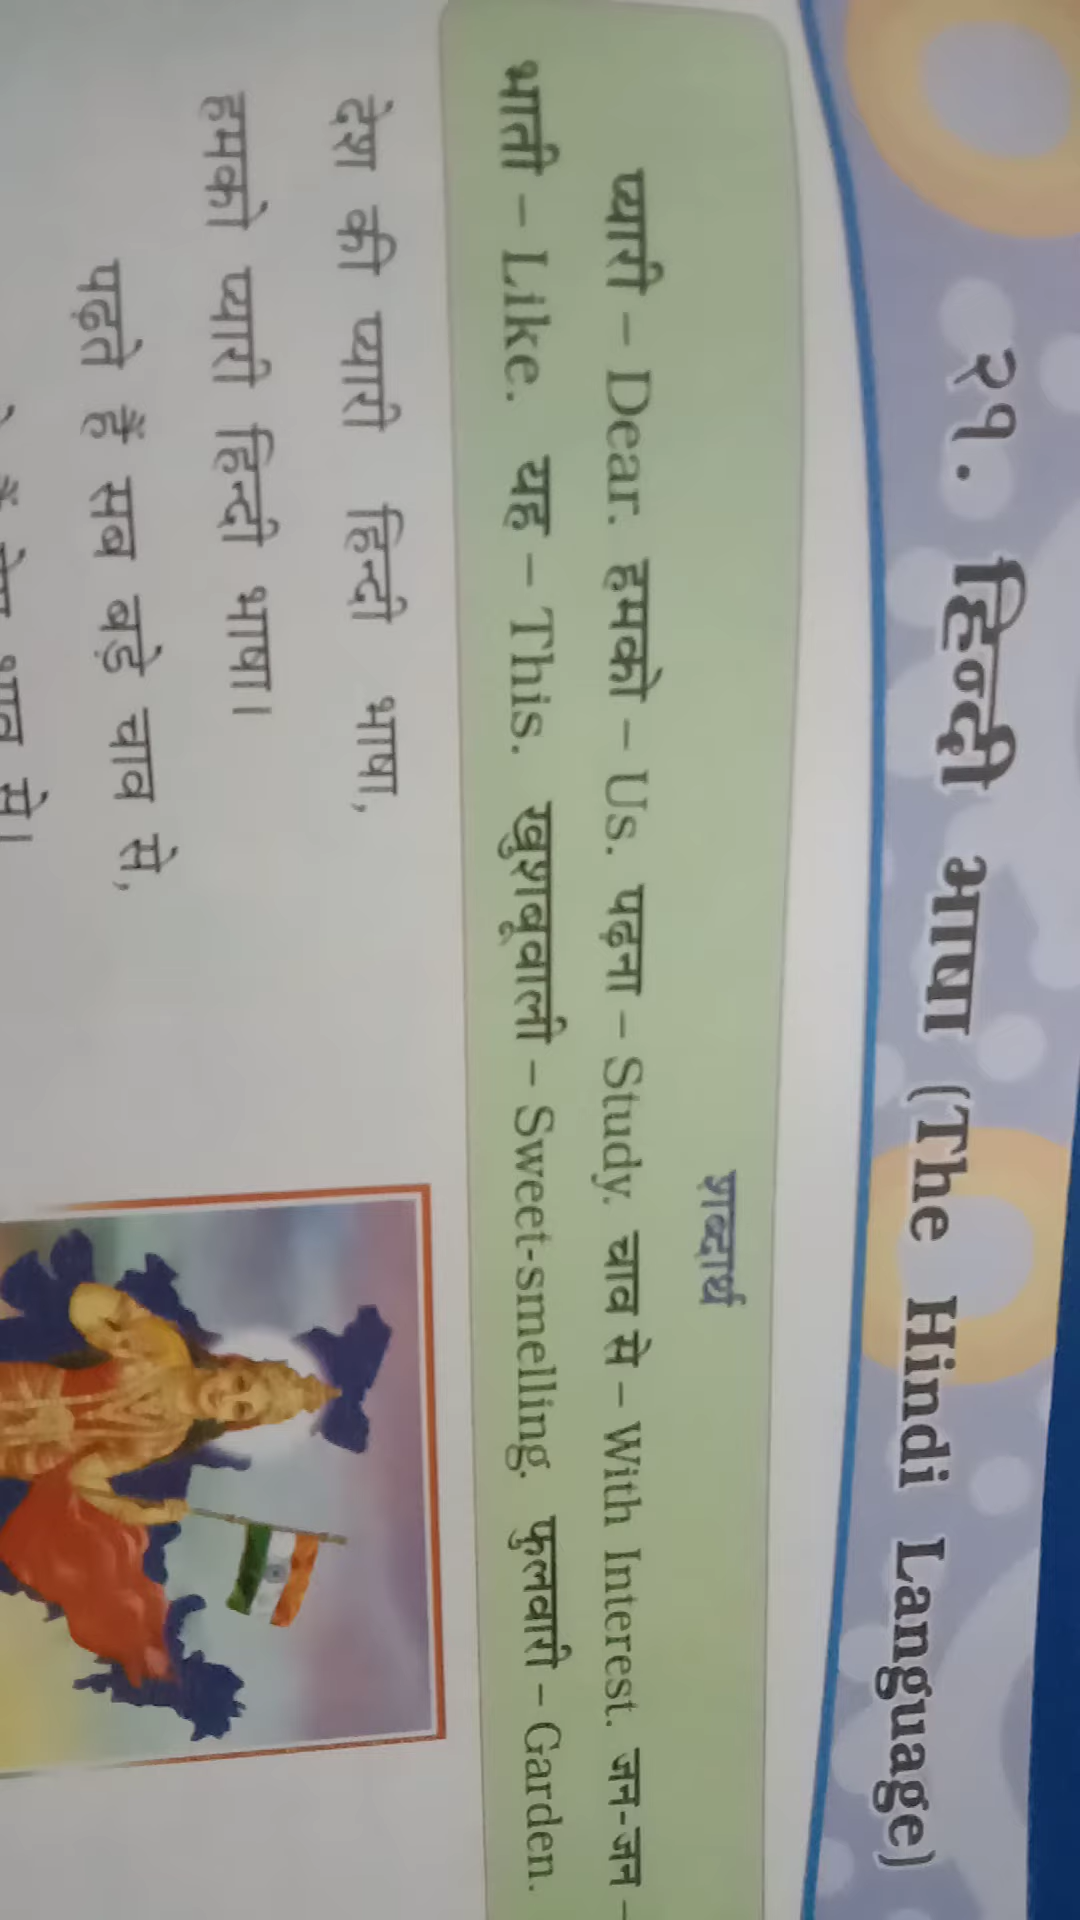 २१. हिन्दी भाषा (The Hindi Language)
शब्दार्थ
प्यारी – Dear. हमको – Us. पढ़ना – Study. चाव से – With Interest. जन-जन –
भाती – Like. यह – This. खुशबूवाली – Sweet-smelling. फुलवारी – Garden.
देश की प्यारी हिन्दी भाषा,
हमको प्यारी हिन्दी भाषा।
पढ़ते हैं सब बड़े चाव से,
से।